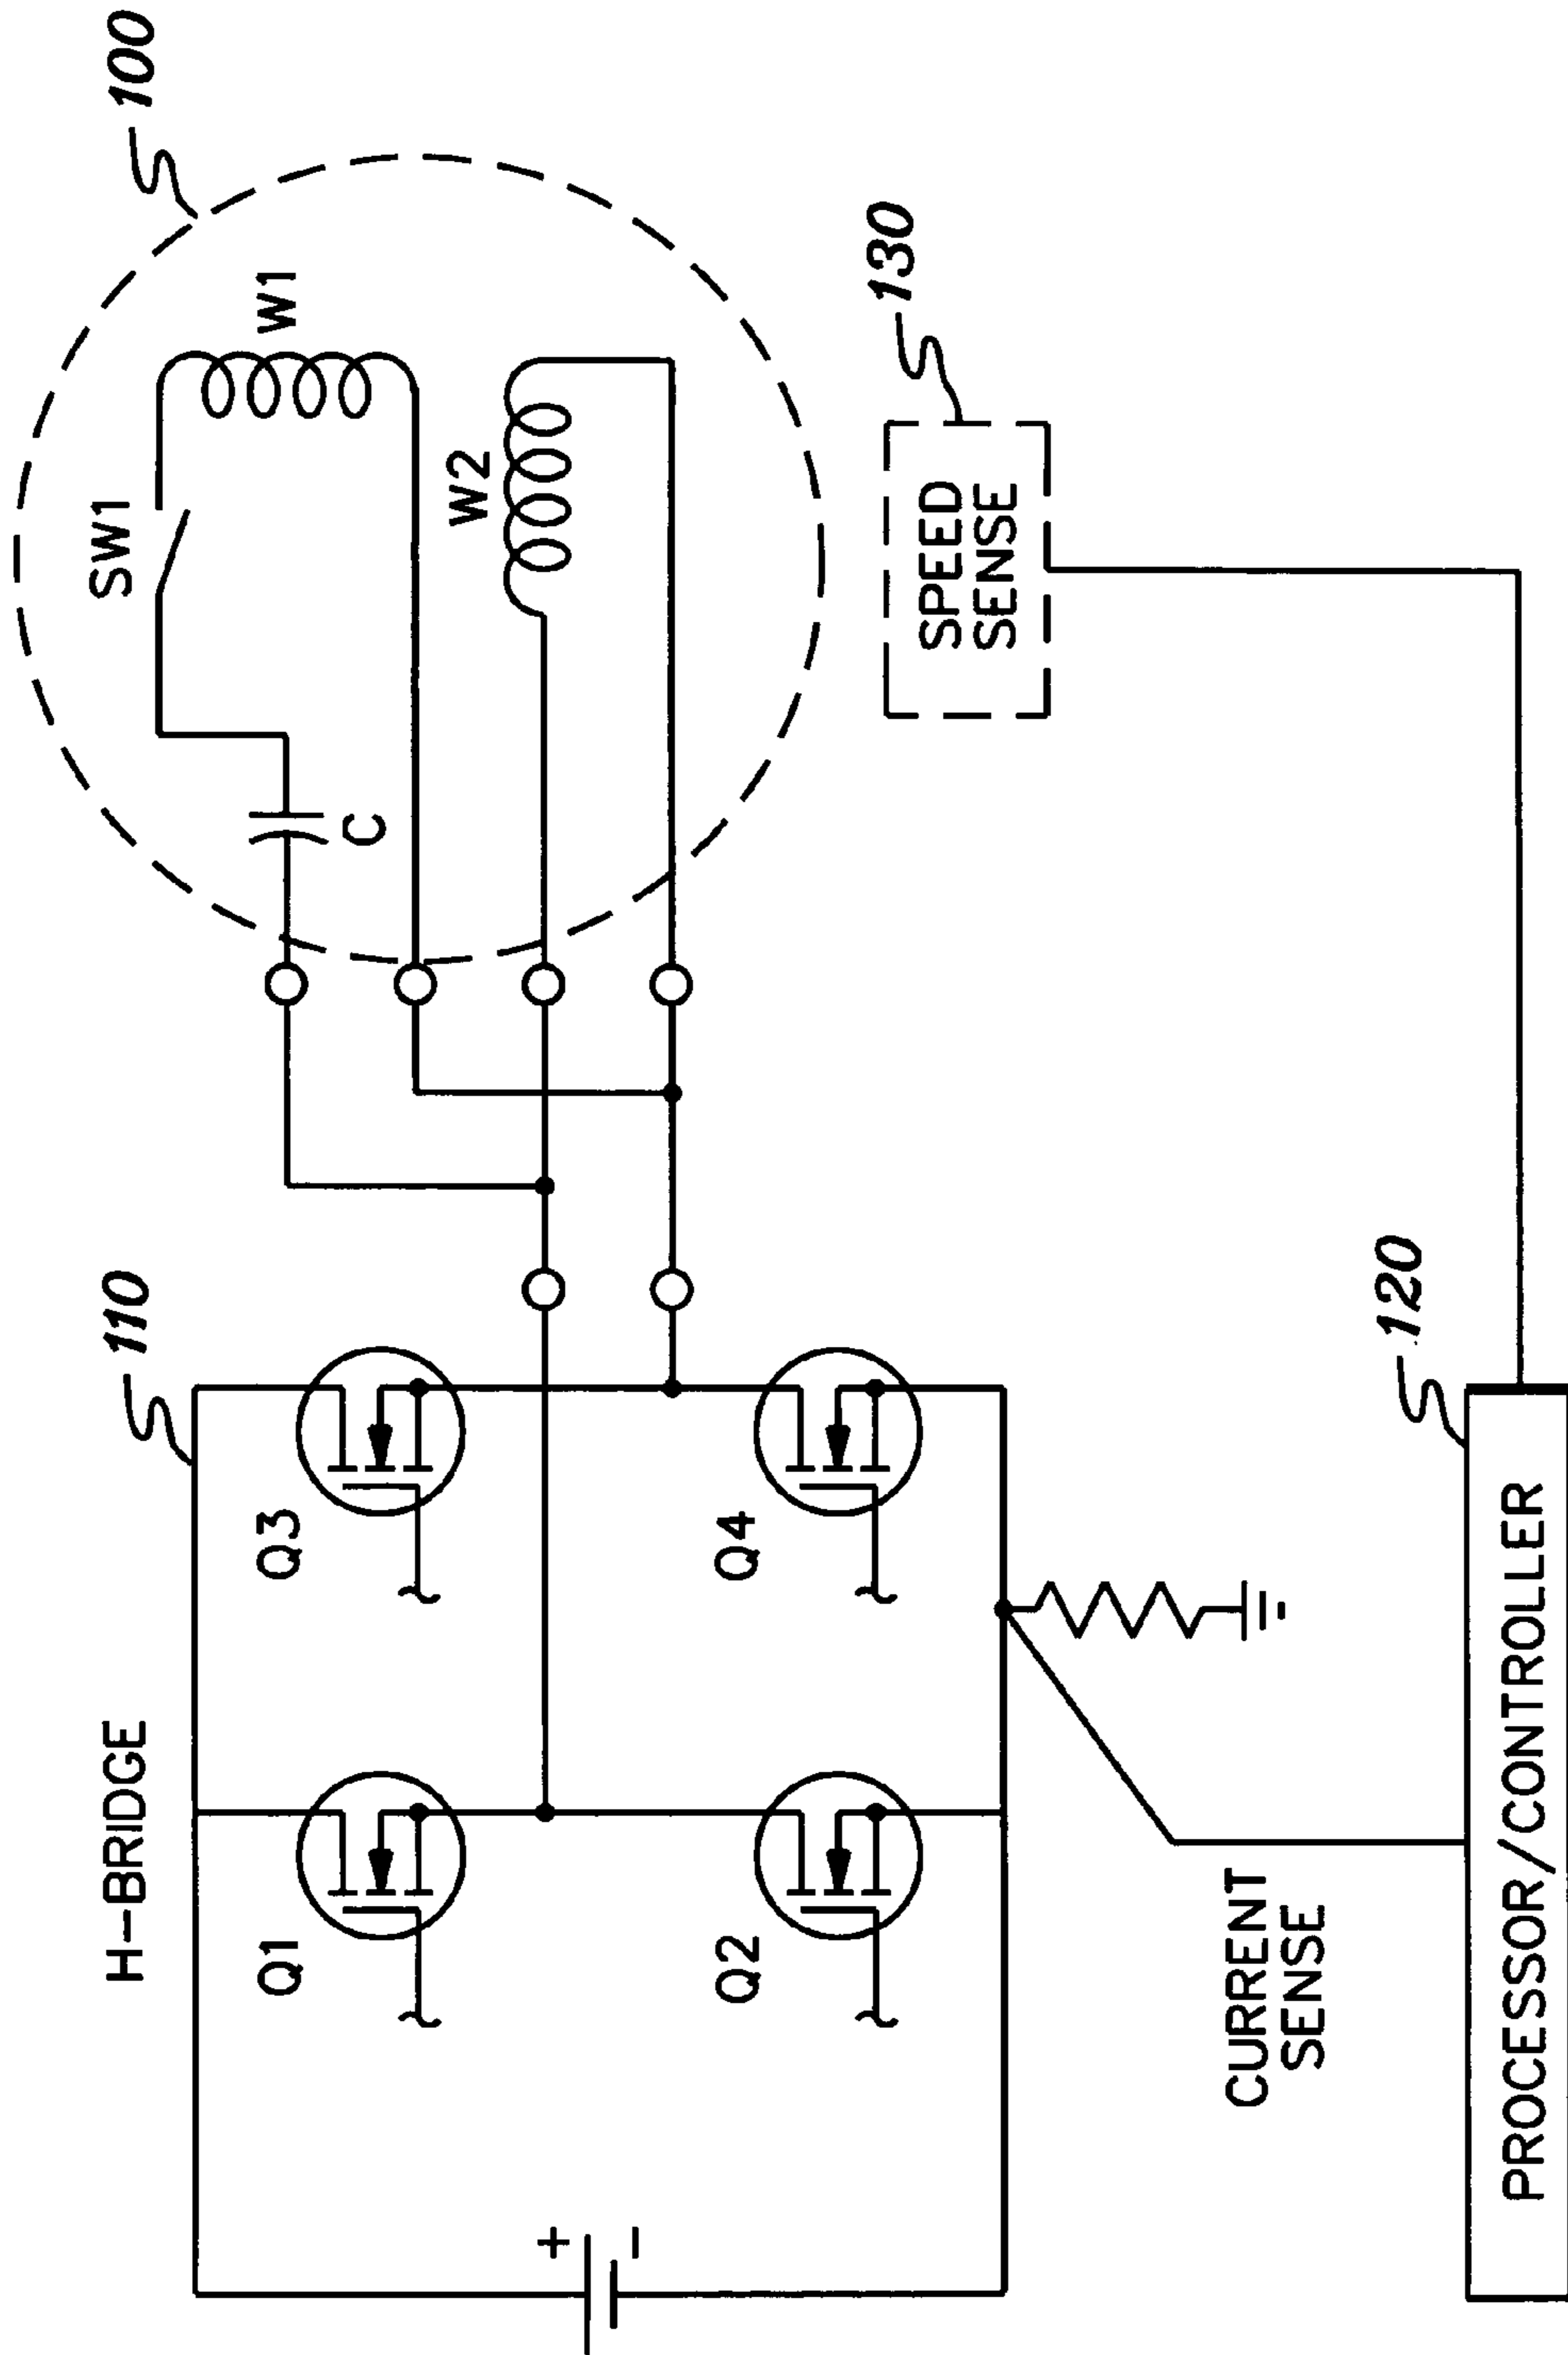 H-BRIDGE
110
100
SW1
Q1
Q3
C
W1
W2
+
-
Q2
Q4
130
SPEED
SENSE
CURRENT
SENSE
120
PROCESSOR/CONTROLLER